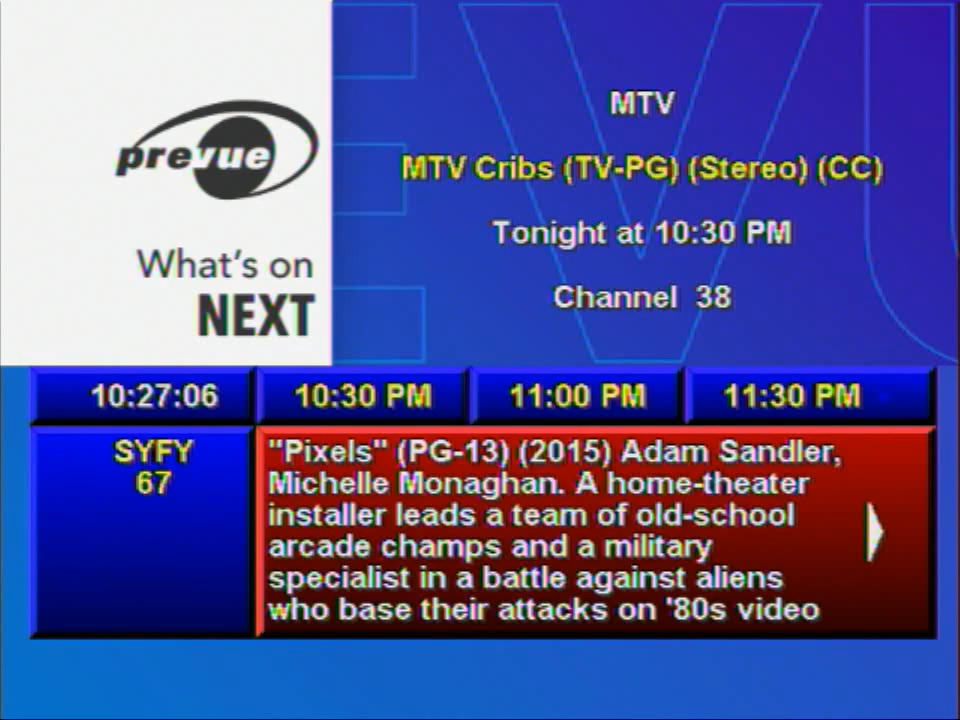 prevue
What's on
NEXT
MTV
MTV Cribs (TV-PG) (Stereo) (CC)
Tonight at 10:30 PM
Channel 38
10:27:06 10:30 PM 11:00 PM 11:30 PM
SYFY
67
"Pixels" (PG-13) (2015) Adam Sandler,
Michelle Monaghan. A home-theater
installer leads a team of old-school
arcade champs and a military
specialist in a battle against aliens
who base their attacks on '80s video